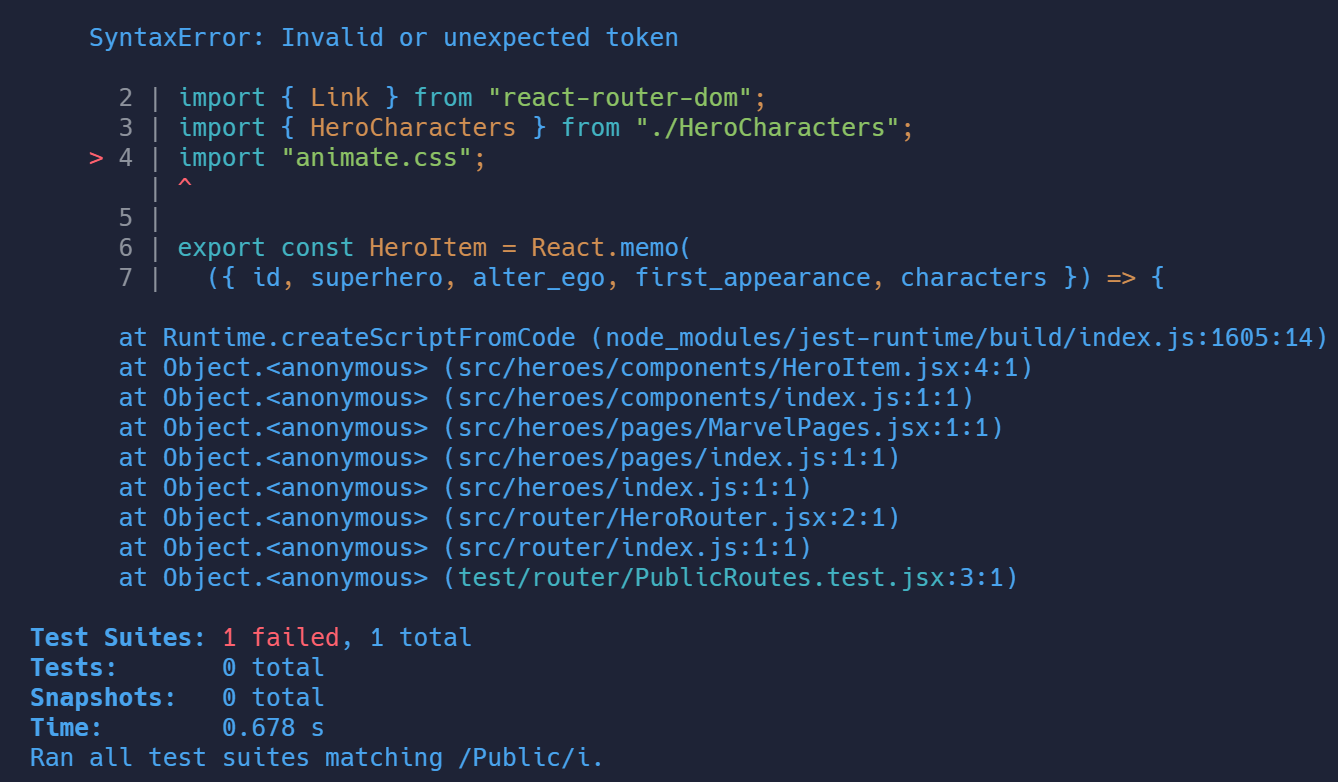 SyntaxError: Invalid or unexpected token
2 | import { Link } from "react-router-dom";
3 | import { HeroCharacters } from "./HeroCharacters";
> 4 | import "animate.css";
| ^
5 |
6 | export const HeroItem = React.memo(
7 |   ({ id, superhero, alter_ego, first_appearance, characters }) => {
at Runtime.createScriptFromCode (node_modules/jest-runtime/build/index.js:1605:14)
at Object.<anonymous> (src/heroes/components/HeroItem.jsx:4:1)
at Object.<anonymous> (src/heroes/components/index.js:1:1)
at Object.<anonymous> (src/heroes/pages/MarvelPages.jsx:1:1)
at Object.<anonymous> (src/heroes/pages/index.js:1:1)
at Object.<anonymous> (src/heroes/index.js:1:1)
at Object.<anonymous> (src/router/HeroRouter.jsx:2:1)
at Object.<anonymous> (src/router/index.js:1:1)
at Object.<anonymous> (test/router/PublicRoutes.test.jsx:3:1)
Test Suites: 1 failed, 1 total
Tests:       0 total
Snapshots:   0 total
Time:        0.678 s
Ran all test suites matching /Public/i.